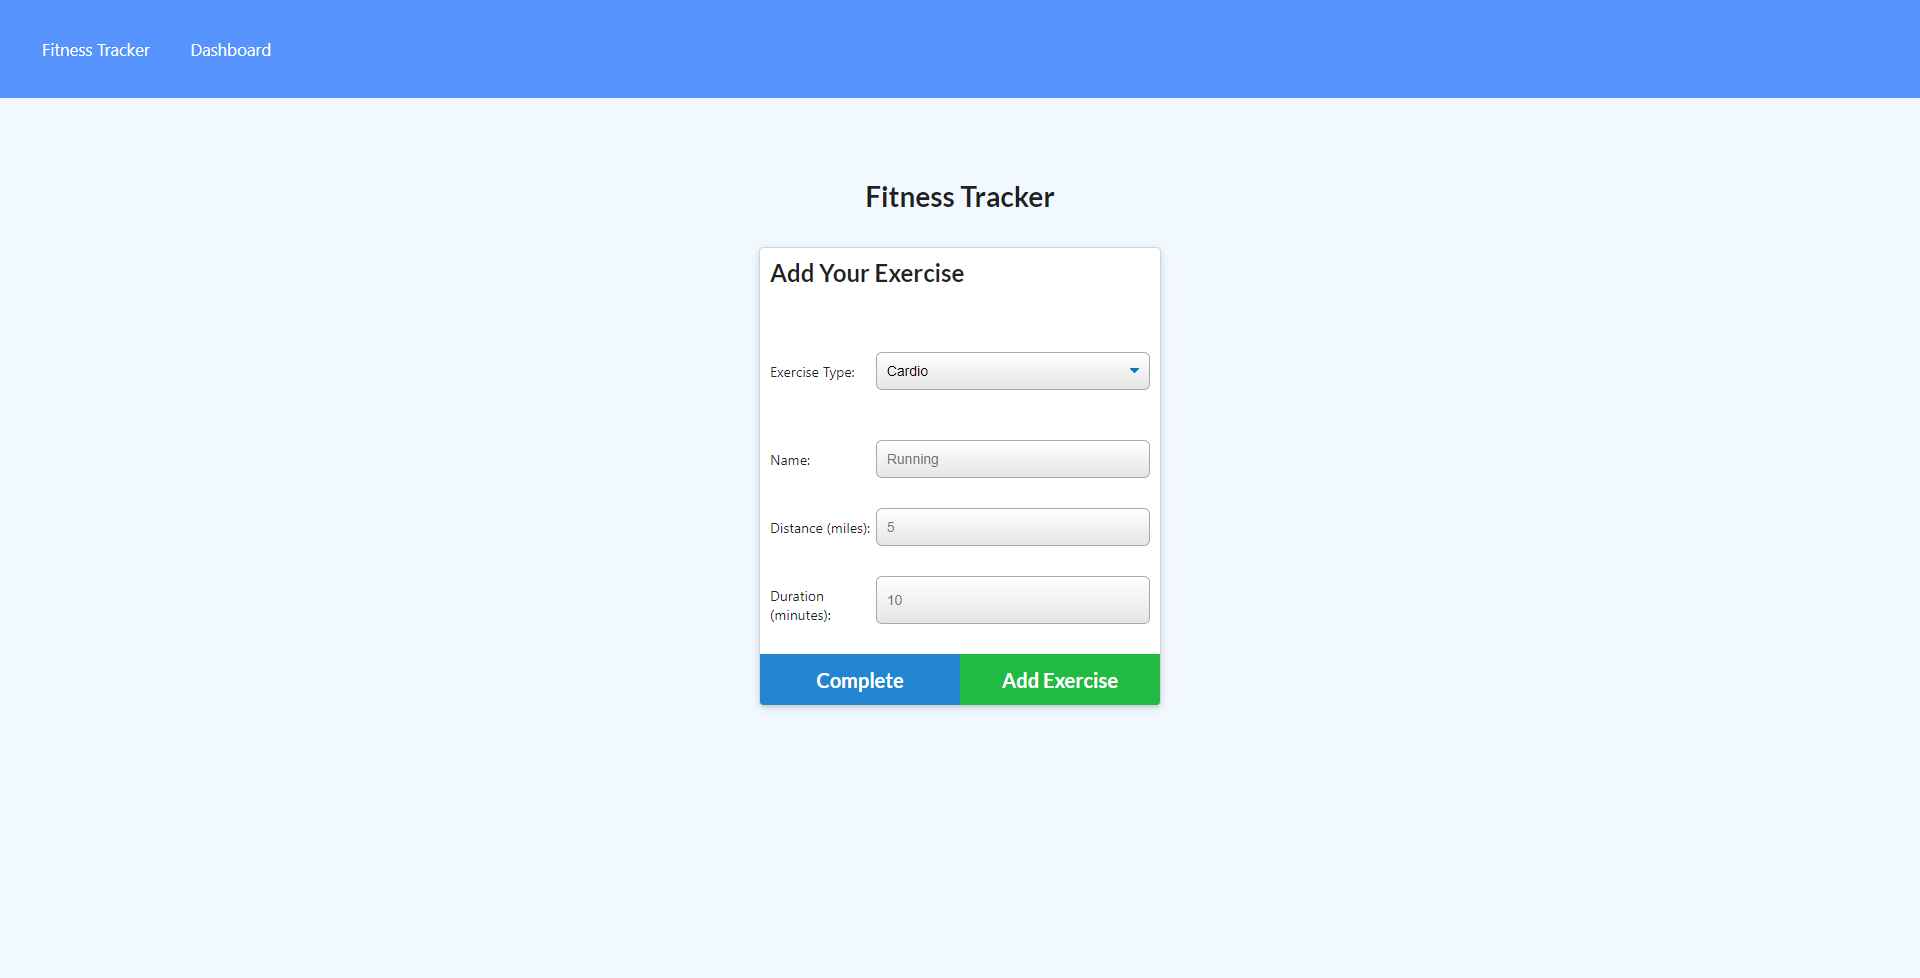 Fitness Tracker Dashboard
Fitness Tracker
Add Your Exercise
Exercise Type: Cardio
Name: Running
Distance (miles): 5
Duration
(minutes): 10
Complete Add Exercise